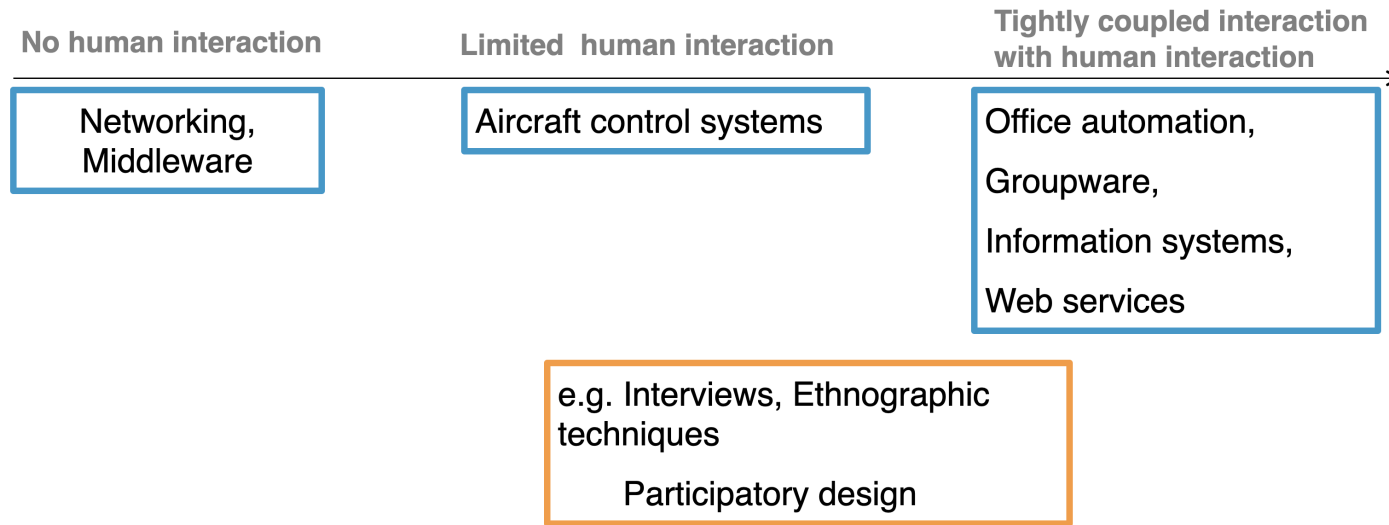 No human interaction
Limited human interaction
Tightly coupled interaction
with human interaction
Networking,
Middleware
Aircraft control systems
Office automation,
Groupware,
Information systems,
Web services
e.g. Interviews, Ethnographic
techniques
Participatory design